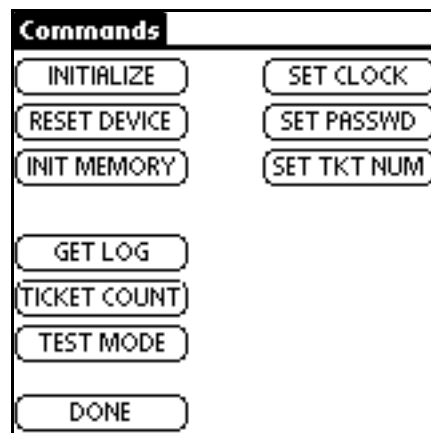 Commands
INITIALIZE SET CLOCK
RESET DEVICE SET PASSWD
INIT MEMORY SET TKT NUM
GET LOG
TICKET COUNT
TEST MODE
DONE